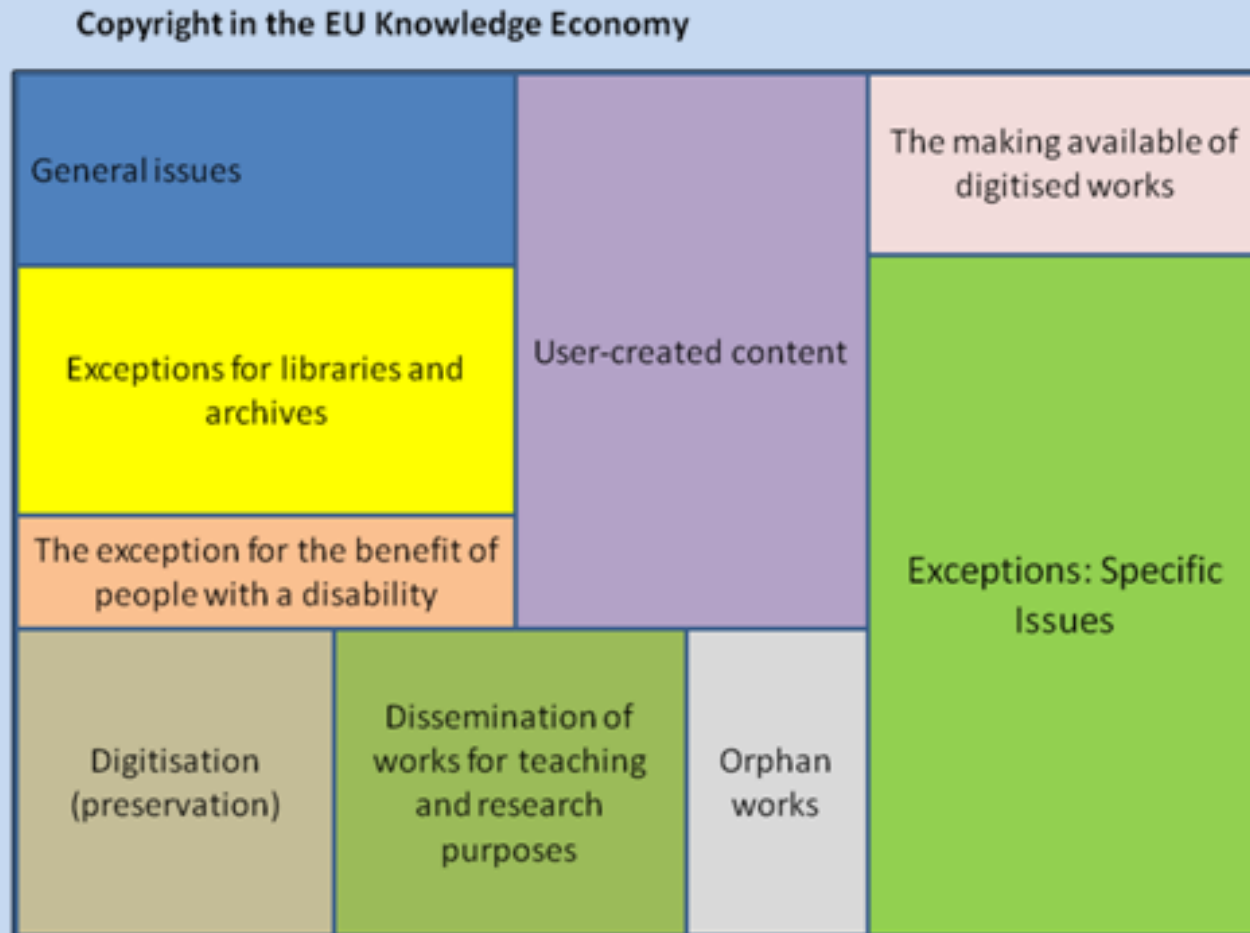 Copyright in the EU Knowledge Economy
General issues
Exceptions for libraries and
archives
The exception for the benefit of
people with a disability
User-created content
The making available of
digitised works
Exceptions: Specific
Issues
Digitisation
(preservation)
Dissemination of
works for teaching
and research
purposes
Orphan
works